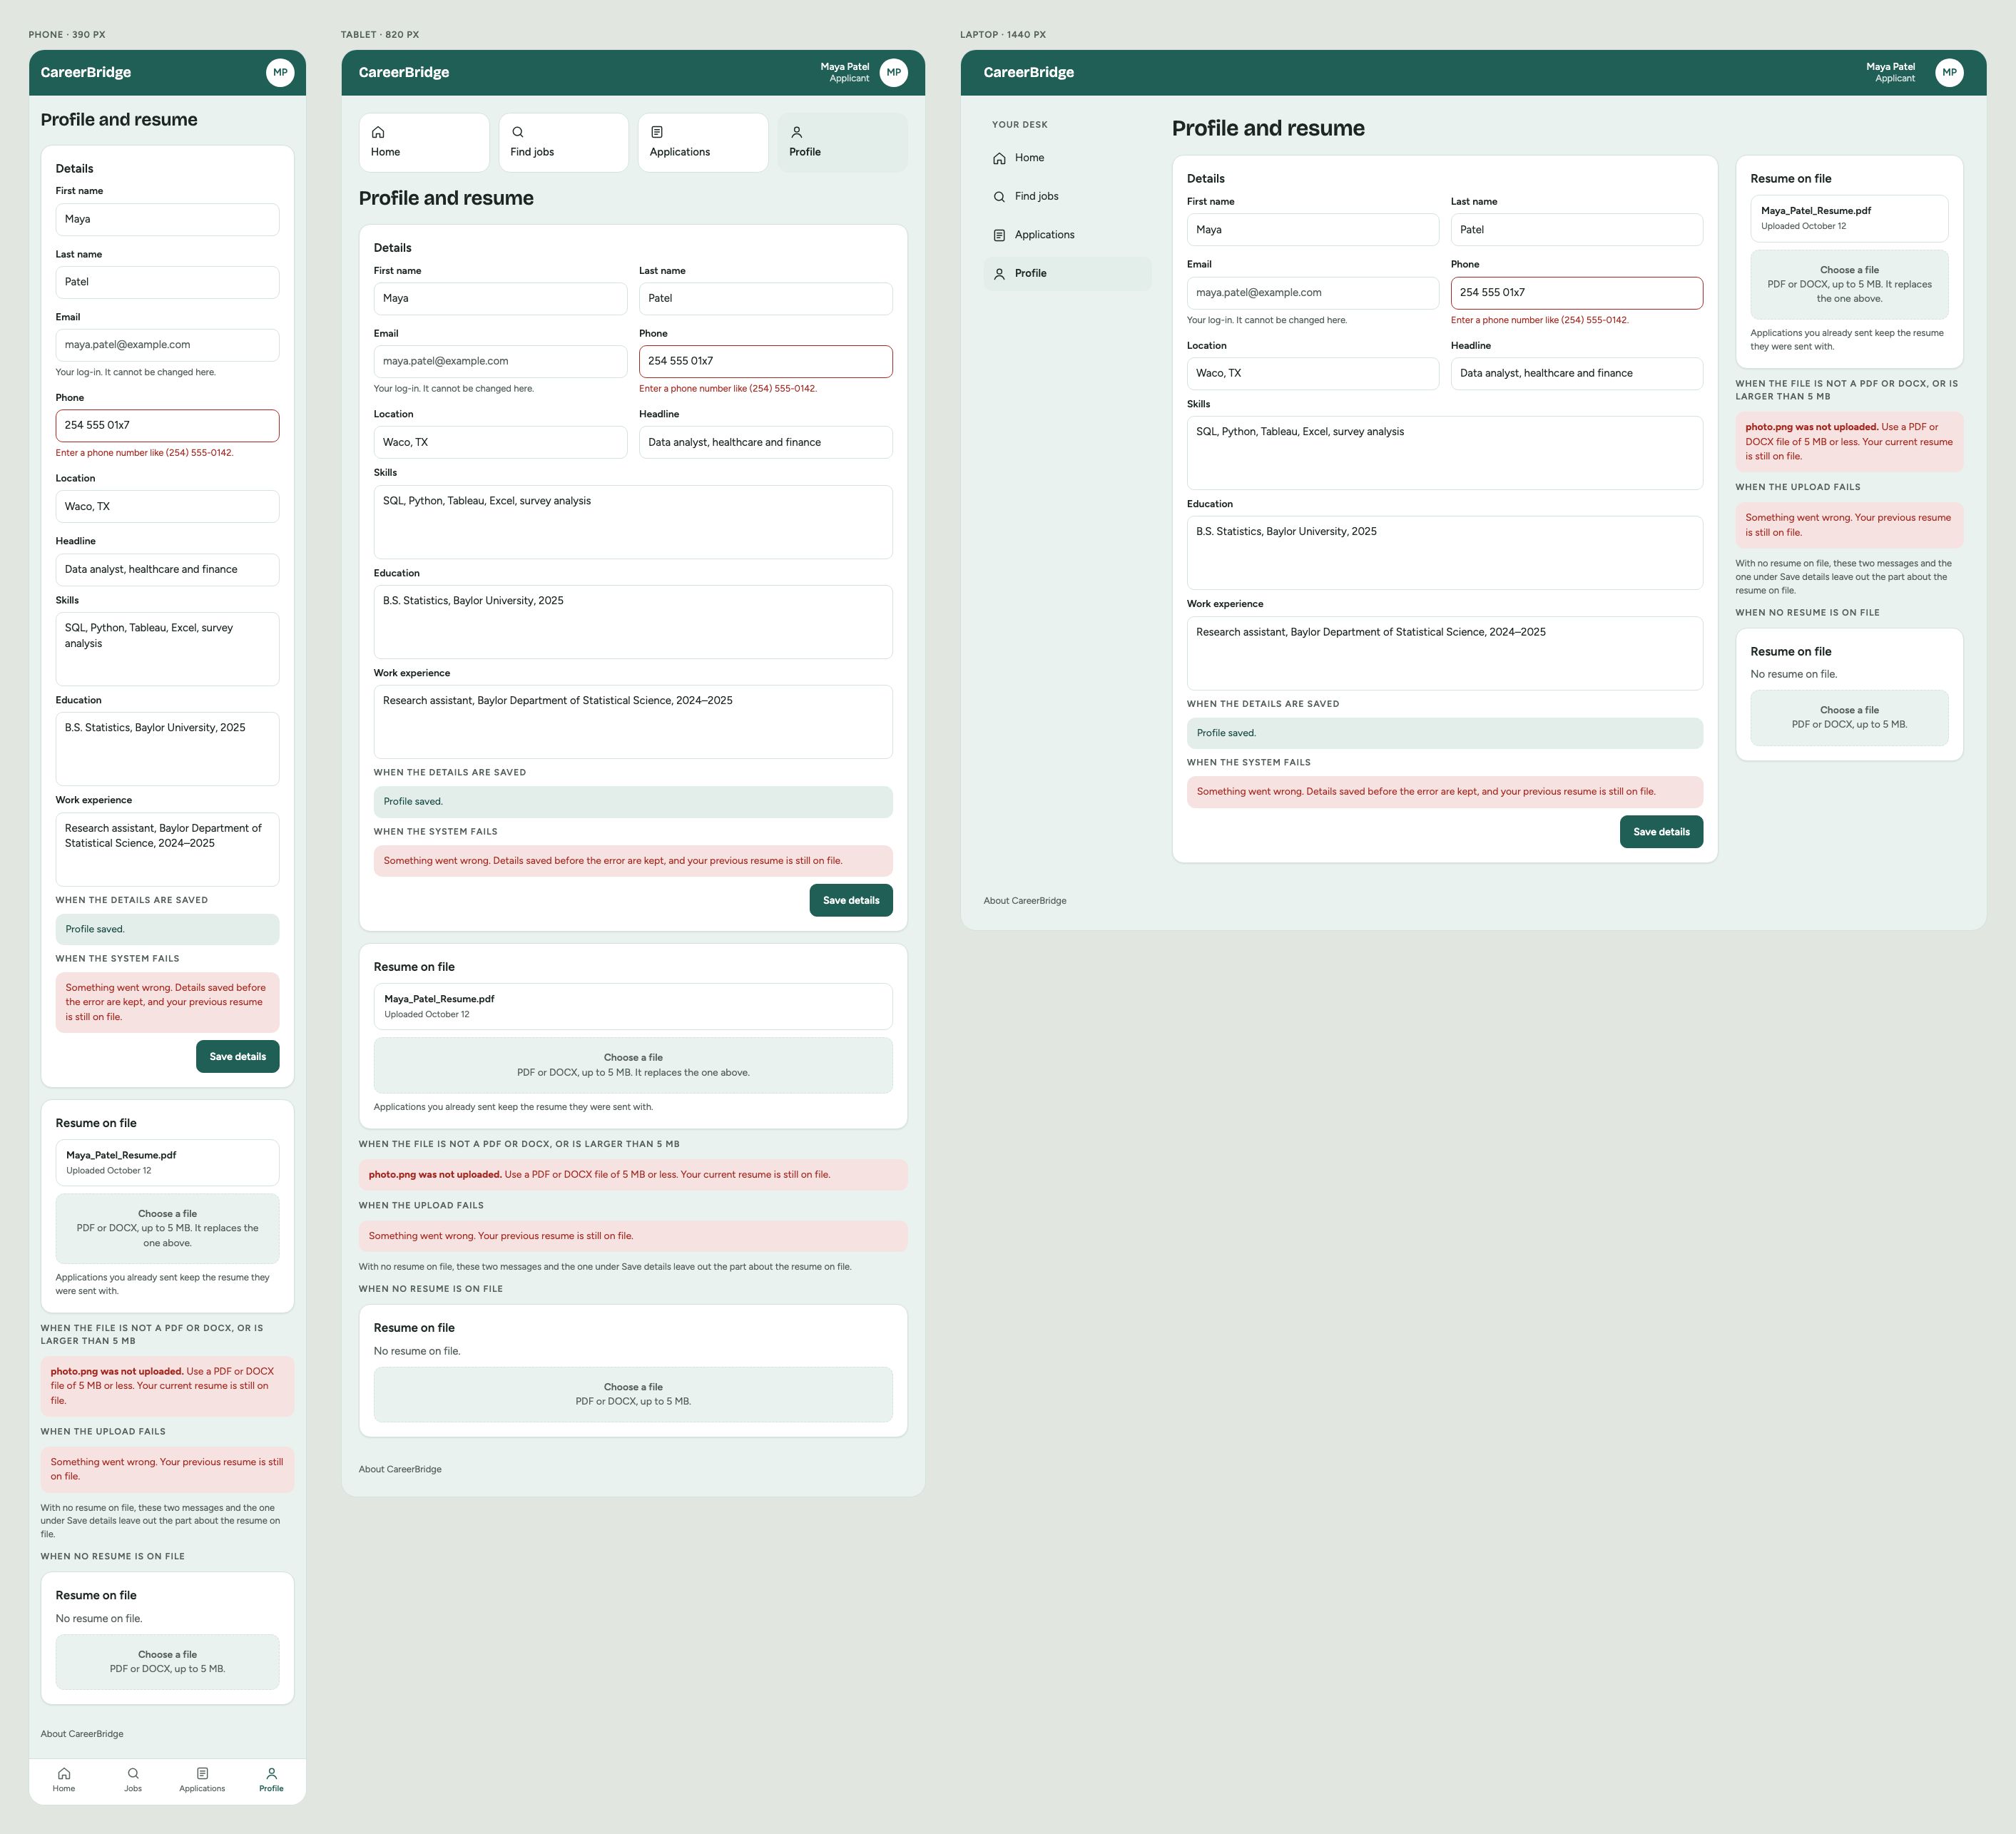 PHONE · 390 PX
CareerBridge
MP
Profile and resume
Details
First name
Maya
Last name
Patel
Email
maya.patel@example.com
Your log-in. It cannot be changed here.
Phone
254 555 01x7
Enter a phone number like (254) 555-0142.
Location
Waco, TX
Headline
Data analyst, healthcare and finance
Skills
SQL, Python, Tableau, Excel, survey
analysis
Education
B.S. Statistics, Baylor University, 2025
Work experience
Research assistant, Baylor Department of
Statistical Science, 2024–2025
WHEN THE DETAILS ARE SAVED
Profile saved.
WHEN THE SYSTEM FAILS
Something went wrong. Details saved before
the error are kept, and your previous resume
is still on file.
Save details
Resume on file
Maya_Patel_Resume.pdf
Uploaded October 12
Choose a file
PDF or DOCX, up to 5 MB. It replaces the
one above.
Applications you already sent keep the resume they
were sent with.
WHEN THE FILE IS NOT A PDF OR DOCX, OR IS
LARGER THAN 5 MB
photo.png was not uploaded. Use a PDF or DOCX
file of 5 MB or less. Your current resume is still on
file.
WHEN THE UPLOAD FAILS
Something went wrong. Your previous resume is still
on file.
With no resume on file, these two messages and the one
under Save details leave out the part about the resume on
file.
WHEN NO RESUME IS ON FILE
Resume on file
No resume on file.
Choose a file
PDF or DOCX, up to 5 MB.
About CareerBridge
Home
Jobs
Applications
Profile
TABLET · 820 PX
CareerBridge
Maya Patel
Applicant
MP
Home
Find jobs
Applications
Profile
Profile and resume
Details
First name
Last name
Maya
Patel
Email
Phone
maya.patel@example.com
254 555 01x7
Your log-in. It cannot be changed here.
Enter a phone number like (254) 555-0142.
Location
Headline
Waco, TX
Data analyst, healthcare and finance
Skills
SQL, Python, Tableau, Excel, survey analysis
Education
B.S. Statistics, Baylor University, 2025
Work experience
Research assistant, Baylor Department of Statistical Science, 2024–2025
WHEN THE DETAILS ARE SAVED
Profile saved.
WHEN THE SYSTEM FAILS
Something went wrong. Details saved before the error are kept, and your previous resume is still on file.
Save details
Resume on file
Maya_Patel_Resume.pdf
Uploaded October 12
Choose a file
PDF or DOCX, up to 5 MB. It replaces the one above.
Applications you already sent keep the resume they were sent with.
WHEN THE FILE IS NOT A PDF OR DOCX, OR IS LARGER THAN 5 MB
photo.png was not uploaded. Use a PDF or DOCX file of 5 MB or less. Your current resume is still on file.
WHEN THE UPLOAD FAILS
Something went wrong. Your previous resume is still on file.
With no resume on file, these two messages and the one under Save details leave out the part about the resume on file.
WHEN NO RESUME IS ON FILE
Resume on file
No resume on file.
Choose a file
PDF or DOCX, up to 5 MB.
About CareerBridge
LAPTOP · 1440 PX
CareerBridge
Maya Patel
Applicant
MP
YOUR DESK
Home
Find jobs
Applications
Profile
Profile and resume
Details
First name
Last name
Maya
Patel
Email
Phone
maya.patel@example.com
254 555 01x7
Your log-in. It cannot be changed here.
Enter a phone number like (254) 555-0142.
Location
Headline
Waco, TX
Data analyst, healthcare and finance
Skills
SQL, Python, Tableau, Excel, survey analysis
Education
B.S. Statistics, Baylor University, 2025
Work experience
Research assistant, Baylor Department of Statistical Science, 2024–2025
WHEN THE DETAILS ARE SAVED
Profile saved.
WHEN THE SYSTEM FAILS
Something went wrong. Details saved before the error are kept, and your previous resume is still on file.
Save details
Resume on file
Maya_Patel_Resume.pdf
Uploaded October 12
Choose a file
PDF or DOCX, up to 5 MB. It replaces
the one above.
Applications you already sent keep the resume
they were sent with.
WHEN THE FILE IS NOT A PDF OR DOCX, OR IS
LARGER THAN 5 MB
photo.png was not uploaded. Use a PDF or
DOCX file of 5 MB or less. Your current resume
is still on file.
WHEN THE UPLOAD FAILS
Something went wrong. Your previous resume
is still on file.
With no resume on file, these two messages and the
one under Save details leave out the part about the
resume on file.
WHEN NO RESUME IS ON FILE
Resume on file
No resume on file.
Choose a file
PDF or DOCX, up to 5 MB.
About CareerBridge